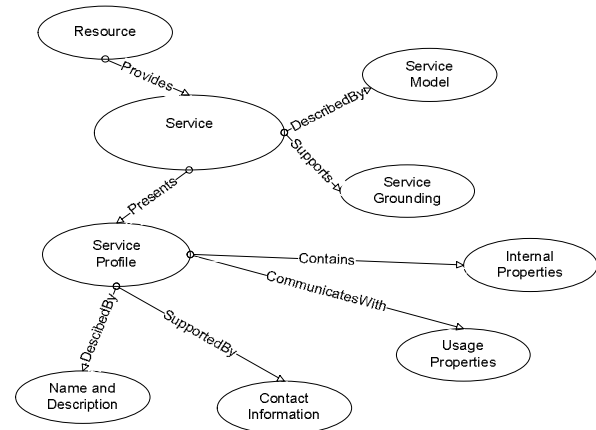 Resource
Provides
Service
Model
DescribedBy
Service
Supports
Service
Grounding
Presents
Service
Profile
Contains
Internal
Properties
CommunicatesWith
DescibedBy
SupportedBy
Usage
Properties
Name and
Description
Contact
Information